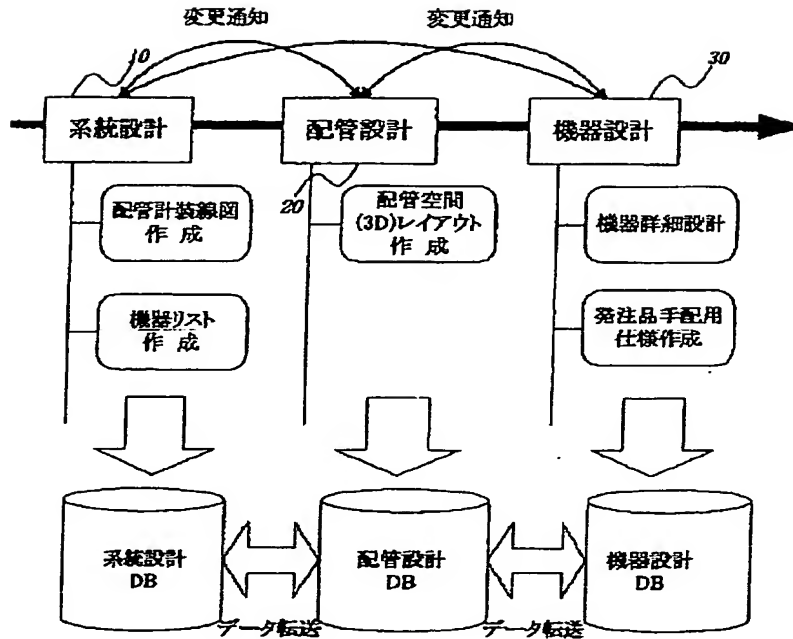 変更通知
変更通知
10
30
系統設計
配管設計
機器設計
20
配管計装線図
作 成
配管空間
(3D)レイアウト
作 成
機器詳細設計
機器リスト
作 成
発注品手配用
仕様作成
系統設計
DB
配管設計
DB
機器設計
DB
データ転送
データ転送